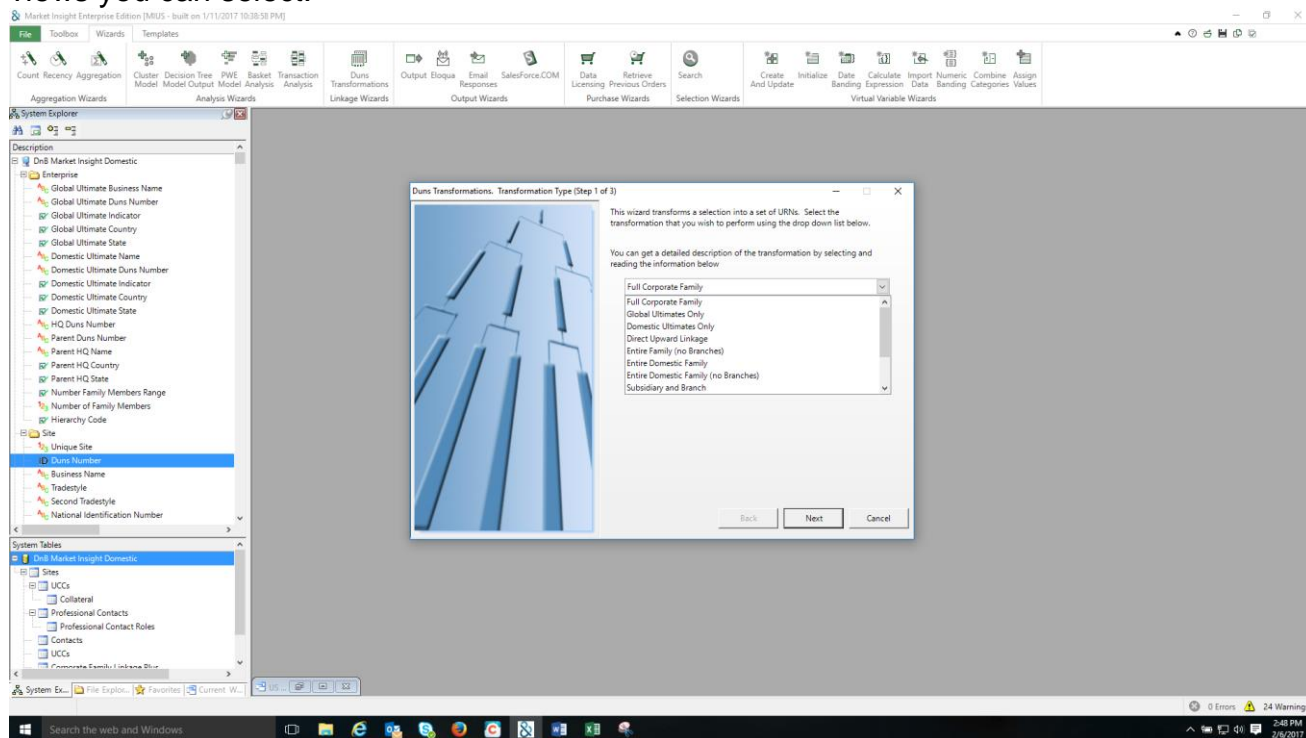 views you can select.
Market Insight Enterprise Edition [MIUS - built on 1/11/2017 10:38:58 PM]
File Toolbox Wizards Templates
Count Recency Aggregation
Aggregation Wizards
Cluster Model Decision Tree Model Output PWE Model Basket Analysis Transaction Analysis
Analysis Wizards
Duns Transformations
Linkage Wizards
Output Eloqua Email Responses SalesForce.COM
Output Wizards
Data Licensing Retrieve Previous Orders
Purchase Wizards
Search
Selection Wizards
Create And Update Initialize Date Banding Calculate Expression Import Data Numeric Banding Combine Categories Assign Values
Virtual Variable Wizards
System Explorer
Description
DnB Market Insight Domestic
Enterprise
Global Ultimate Business Name
Global Ultimate Duns Number
Global Ultimate Indicator
Global Ultimate Country
Global Ultimate State
Domestic Ultimate Name
Domestic Ultimate Duns Number
Domestic Ultimate Indicator
Domestic Ultimate Country
Domestic Ultimate State
HQ Duns Number
Parent Duns Number
Parent HQ Name
Parent HQ Country
Parent HQ State
Number Family Members Range
Number of Family Members
Hierarchy Code
Site
Unique Site
Duns Number
Business Name
Tradestyle
Second Tradestyle
National Identification Number
System Tables
DnB Market Insight Domestic
Sites
UCCs
Collateral
Professional Contacts
Professional Contact Roles
Contacts
UCCs
Corporate Family Linkage Plus
System Ex... File Explor... Favorites Current W...
US ...
Duns Transformations. Transformation Type (Step 1 of 3)
This wizard transforms a selection into a set of URNs. Select the
transformation that you wish to perform using the drop down list below.
You can get a detailed description of the transformation by selecting and
reading the information below
Full Corporate Family
Full Corporate Family
Global Ultimates Only
Domestic Ultimates Only
Direct Upward Linkage
Entire Family (no Branches)
Entire Domestic Family
Entire Domestic Family (no Branches)
Subsidiary and Branch
Back Next Cancel
0 Errors 24 Warning
Search the web and Windows
2:48 PM
2/6/2017